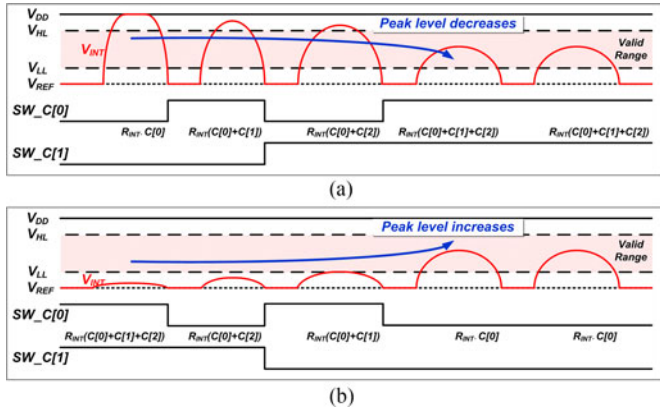 VDD
Peak level decreases
VHL
VINT
Valid
Range
VLL
VREF
SW_C[0]
RINT· C[0] RINT(C[0]+C[1]) RINT(C[0]+C[2]) RINT(C[0]+C[1]+C[2]) RINT(C[0]+C[1]+C[2])
SW_C[1]
(a)
VDD
Peak level increases
VHL
Valid
Range
VLL
VINT
VREF
SW_C[0]
RINT(C[0]+C[1]+C[2]) RINT(C[0]+C[2]) RINT(C[0]+C[1]) RINT· C[0] RINT· C[0]
SW_C[1]
(b)